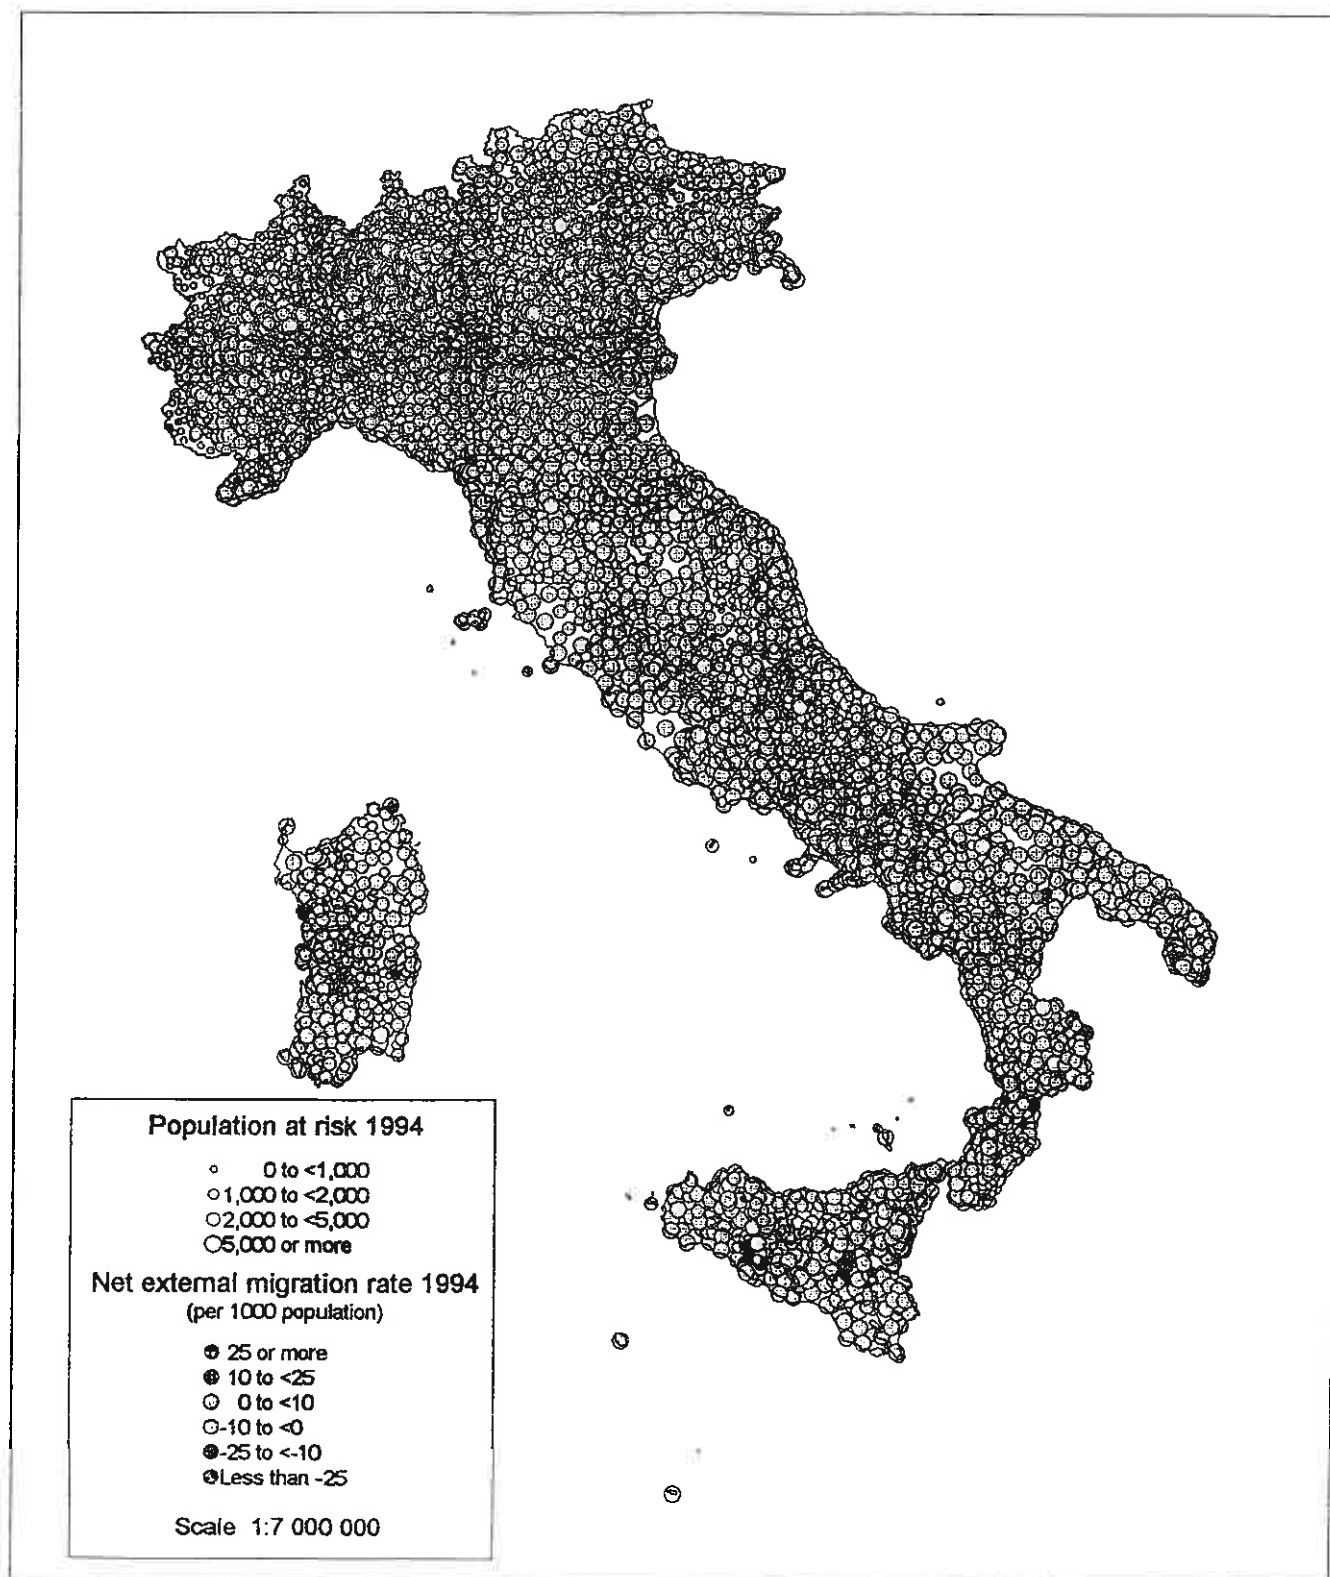 Population at risk 1994
0 to <1,000
1,000 to <2,000
2,000 to <5,000
5,000 or more
Net external migration rate 1994
(per 1000 population)
25 or more
10 to <25
0 to <10
-10 to <0
-25 to <-10
Less than -25
Scale 1:7 000 000